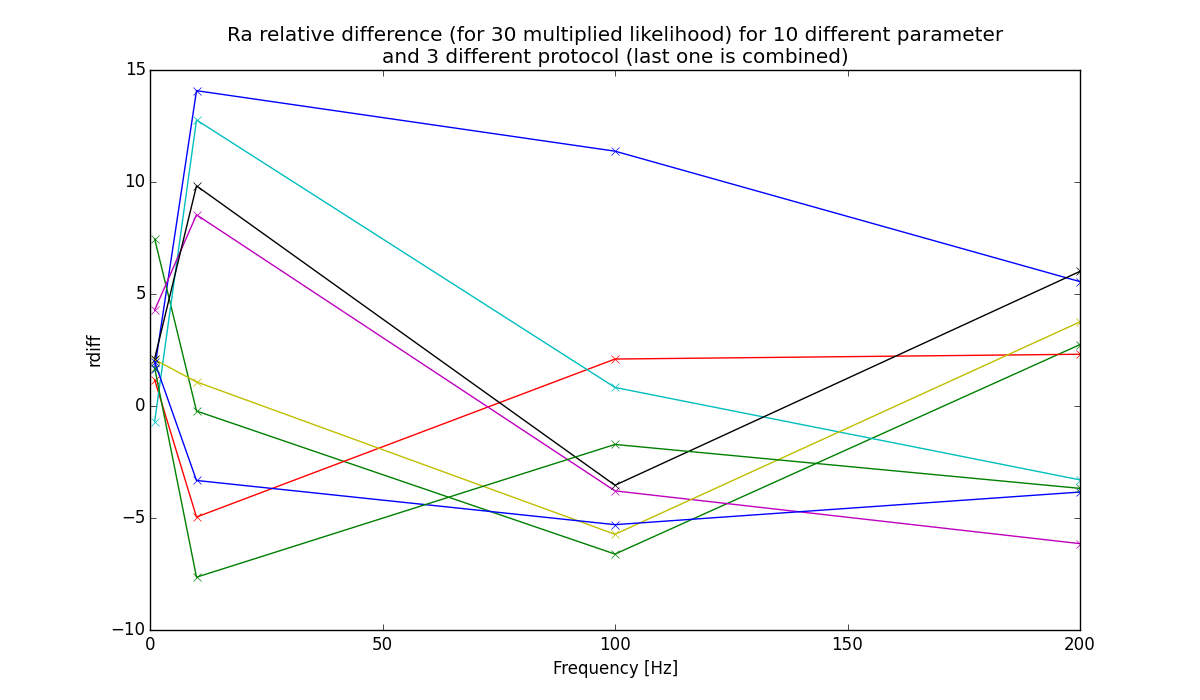 Ra relative difference (for 30 multiplied likelihood) for 10 different parameter
and 3 different protocol (last one is combined)
15
10
5
0
−5
−10
rdiff
0 50 100 150 200
Frequency [Hz]